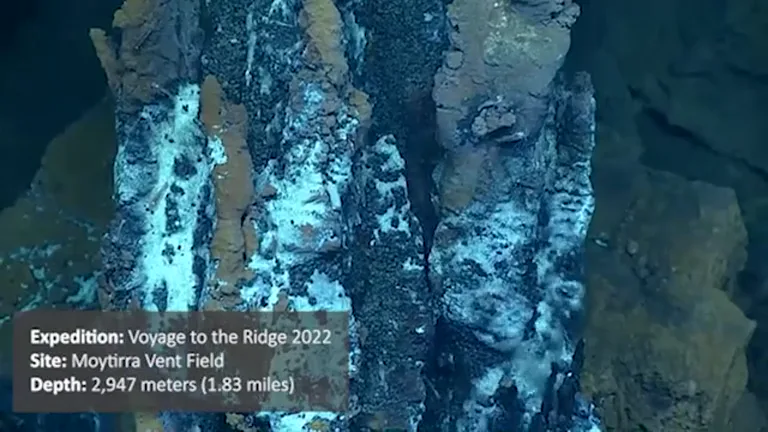 Expedition: Voyage to the Ridge 2022
Site: Moytirra Vent Field
Depth: 2,947 meters (1.83 miles)